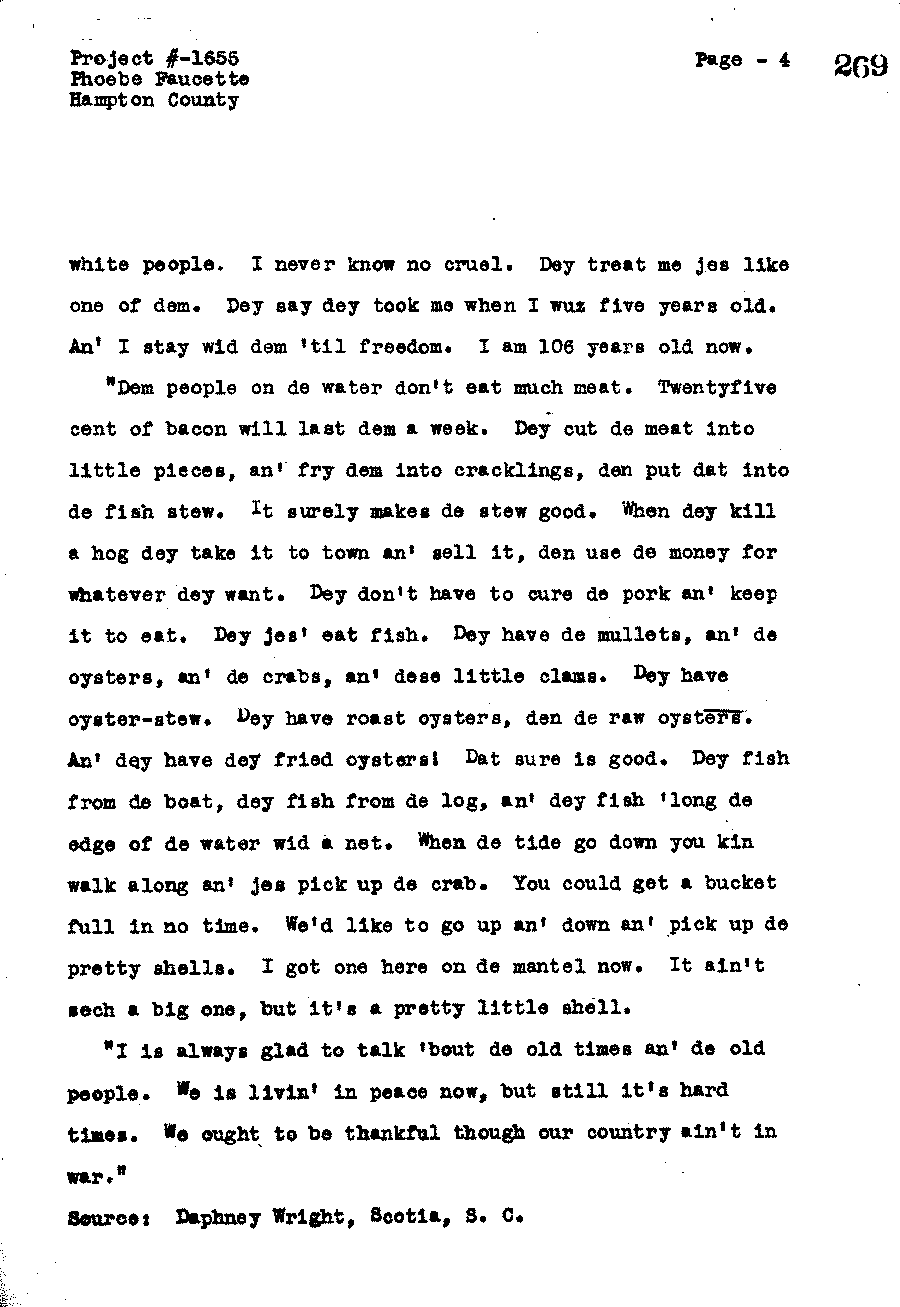 Project #-1655
Phoebe Faucette
Hampton County
Page - 4
269
white people. I never know no cruel. Dey treat me jes like
one of dem. Dey say dey took me when I wuz five years old.
An' I stay wid dem 'til freedom. I am 106 years old now.
"Dem people on de water don't eat much meat. Twentyfive
cent of bacon will last dem a week. Dey cut de meat into
little pieces, an' fry dem into cracklings, den put dat into
de fish stew. It surely makes de stew good. When dey kill
a hog dey take it to town an' sell it, den use de money for
whatever dey want. Dey don't have to cure de pork an' keep
it to eat. Dey jes' eat fish. Dey have de mullets, an' de
oysters, an' de crabs, an' dese little clams. Dey have
oyster-stew. Dey have roast oysters, den de raw oysters.
An' dey have dey fried oysters! Dat sure is good. Dey fish
from de boat, dey fish from de log, an' dey fish 'long de
edge of de water wid a net. When de tide go down you kin
walk along an' jes pick up de crab. You could get a bucket
full in no time. We'd like to go up an' down an' pick up de
pretty shells. I got one here on de mantel now. It ain't
sech a big one, but it's a pretty little shell.
"I is always glad to talk 'bout de old times an' de old
people. We is livin' in peace now, but still it's hard
times. We ought to be thankful though our country ain't in
war."
Source: Daphney Wright, Scotia, S. C.